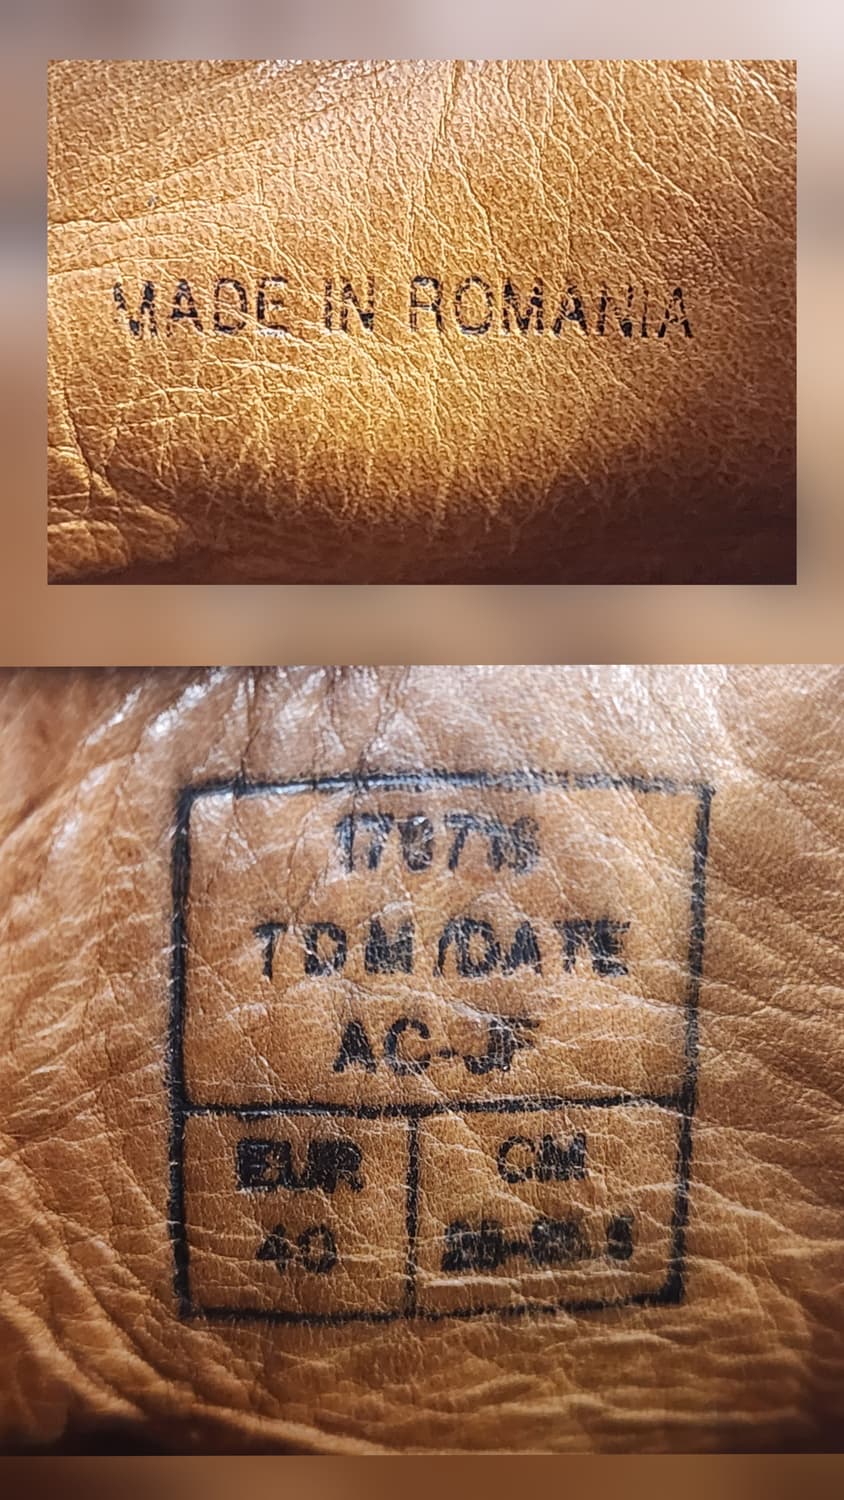 MADE IN ROMANIA
TDM/DATE
AC-JF
EUR
CM
40